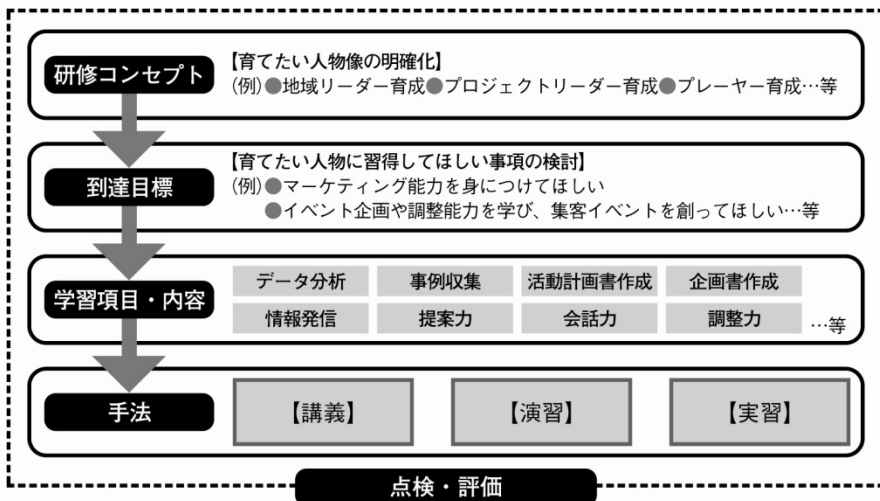 研修コンセプト
【育てたい人物像の明確化】
(例)●地域リーダー育成●プロジェクトリーダー育成●プレーヤー育成…等
到達目標
【育てたい人物に習得してほしい事項の検討】
(例)●マーケティング能力を身につけてほしい
●イベント企画や調整能力を学び、集客イベントを創ってほしい…等
学習項目・内容
データ分析 事例収集 活動計画書作成 企画書作成
情報発信 提案力 会話力 調整力 …等
手法
【講義】 【演習】 【実習】
点検・評価